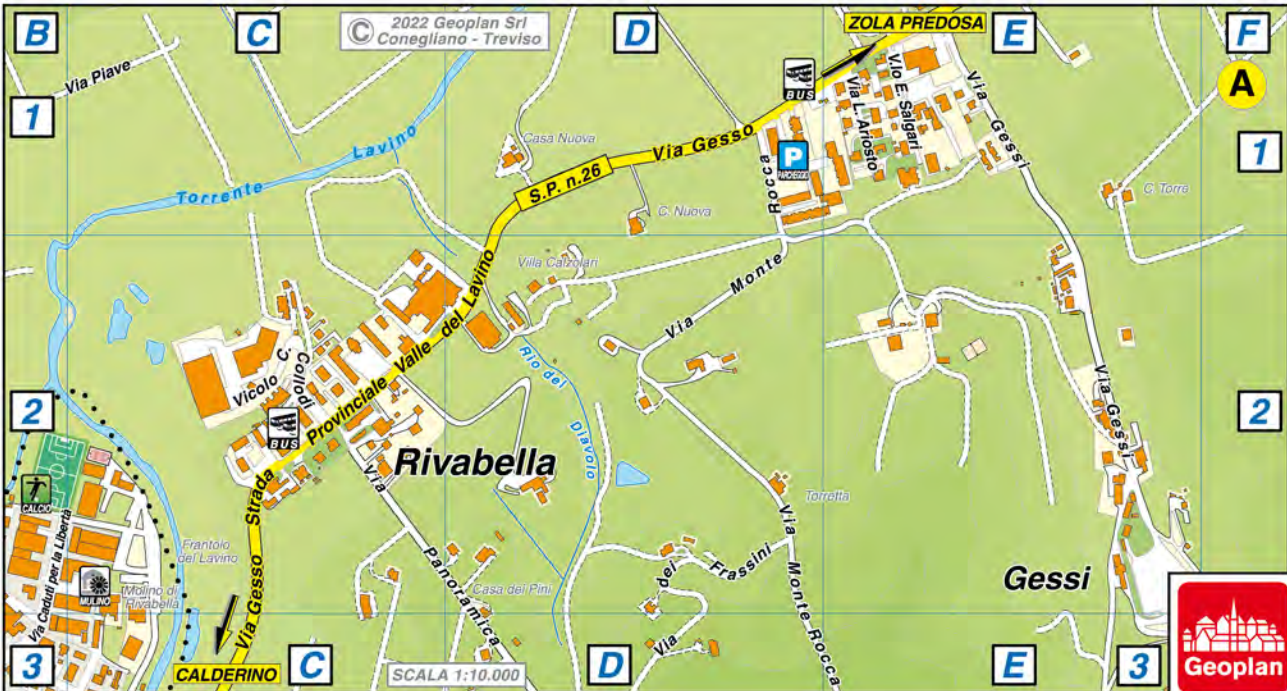 B
C
© 2022 Geoplan Srl
Conegliano - Treviso
D
ZOLA PREDOSA
E
F
A
1
Via Piave
BUS
V.lo E. Salgari
Via L. Ariosto
Via Gessi
Torrente Lavino
Casa Nuova
S.P. n.26
Via Gesso
P
PARCHEGGIO
1
C. Torre
C. Nuova
Via Monte Rocca
Villa Calzolari
Strada Provinciale Valle del Lavino
Vicolo C. Collodi
Rio del Diavolo
Via Gessi
2
BUS
2
Rivabella
CALCIO
Torretta
Via Caduti per la Libertà
Frantoio
del Lavino
Via Panoramica
Via dei Frassini
Via Monte Rocca
Gessi
MULINO
Molino di
Rivabella
Casa dei Pini
Via Gesso
3
CALDERINO
C
SCALA 1:10.000
D
E
3
Geoplan